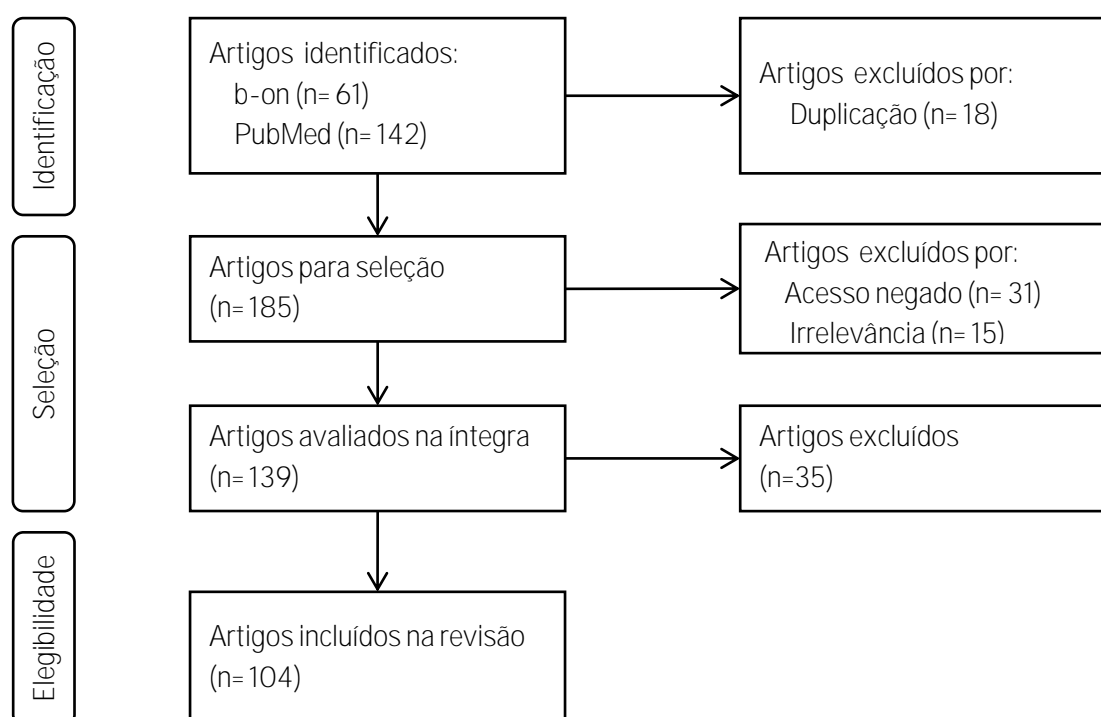 Identificação
Artigos identificados:
b-on (n= 61)
PubMed (n= 142)
Artigos excluídos por:
Duplicação (n= 18)
Seleção
Artigos para seleção
(n= 185)
Artigos excluídos por:
Acesso negado (n= 31)
Irrelevância (n= 15)
Artigos avaliados na íntegra
(n= 139)
Artigos excluídos
(n=35)
Elegibilidade
Artigos incluídos na revisão
(n= 104)